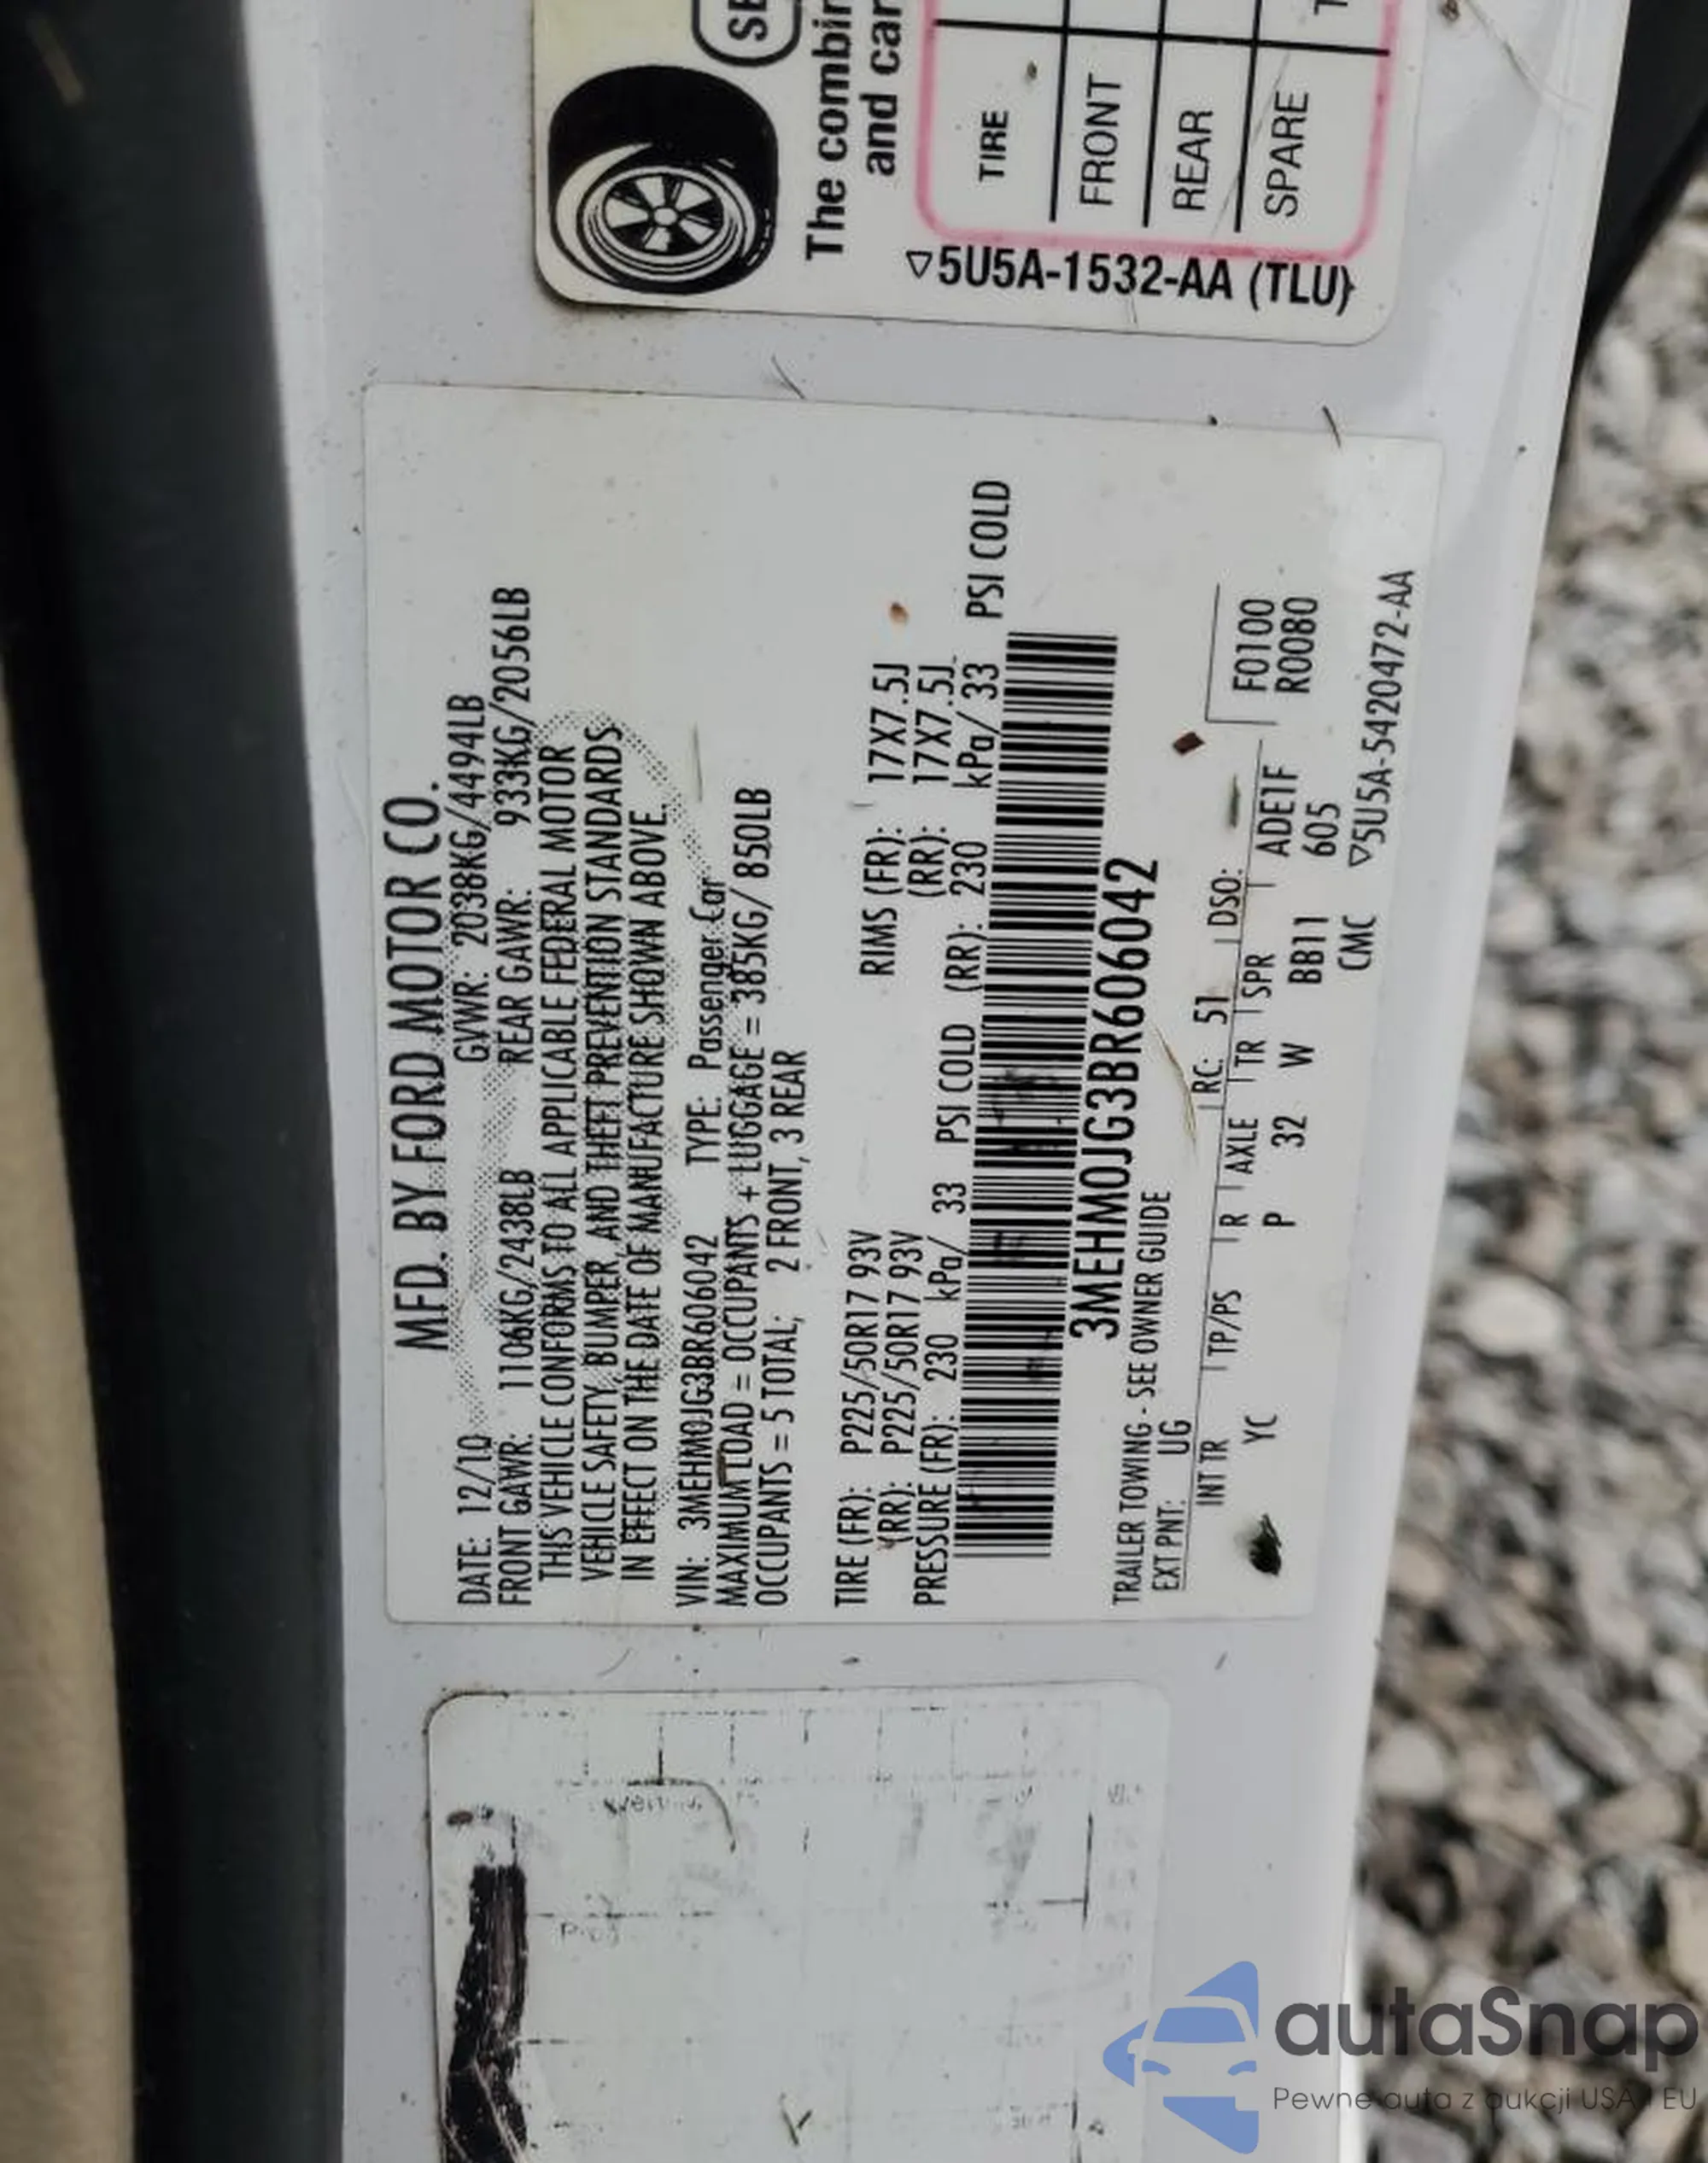 MFD. BY FORD MOTOR CO.
DATE: 12/10 GVWR: 2038KG/4494LB
FRONT GAWR: 1106KG/2438LB REAR GAWR: 933KG/2056LB
THIS VEHICLE CONFORMS TO ALL APPLICABLE FEDERAL MOTOR
VEHICLE SAFETY, BUMPER, AND THEFT PREVENTION STANDARDS
IN EFFECT ON THE DATE OF MANUFACTURE SHOWN ABOVE.
VIN: 3MEHM0JG3BR606042 TYPE: Passenger Car
MAXIMUM LOAD = OCCUPANTS + LUGGAGE = 385KG/ 850LB
OCCUPANTS = 5 TOTAL; 2 FRONT, 3 REAR
TIRE (FR): P225/50R17 93V RIMS (FR): 17X7.5J
(RR): P225/50R17 93V (RR): 17X7.5J
PRESSURE (FR): 230 kPa/ 33 PSI COLD (RR): 230 kPa/ 33 PSI COLD
3MEHM0JG3BR606042
TRAILER TOWING - SEE OWNER GUIDE
EXT PNT: UG RC: 51 DSO:
INT TR TP/PS R AXLE TR SPR F0100
YC P 32 W BB11 ADE1F R0080
605
CMC ▽5U5A-5420472-AA
The combin
and car
TIRE
FRONT
REAR
SPARE
▽5U5A-1532-AA (TLU)
autaSnap
Pewne auta z aukcji USA i EU